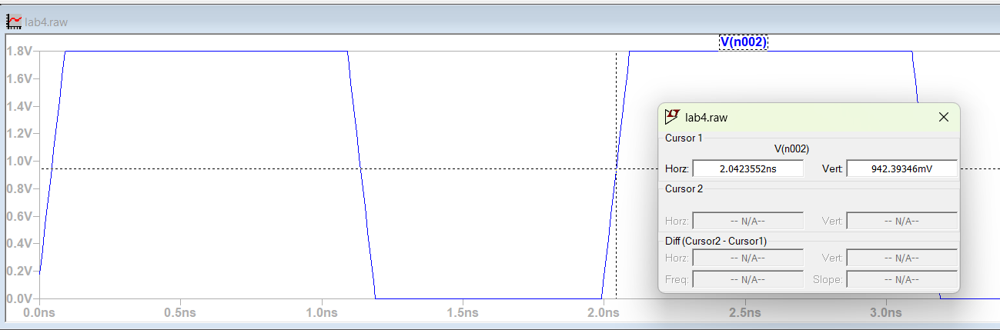 lab4.raw
V(n002)
1.8V
1.6V
1.4V
1.2V
1.0V
0.8V
0.6V
0.4V
0.2V
0.0V
0.0ns 0.5ns 1.0ns 1.5ns 2.0ns 2.5ns 3.0ns
lab4.raw
Cursor 1
V(n002)
Horz: 2.0423552ns Vert: 942.39346mV
Cursor 2
Horz: -- N/A-- Vert: -- N/A--
Diff (Cursor2 - Cursor1)
Horz: -- N/A-- Vert: -- N/A--
Freq: -- N/A-- Slope: -- N/A--